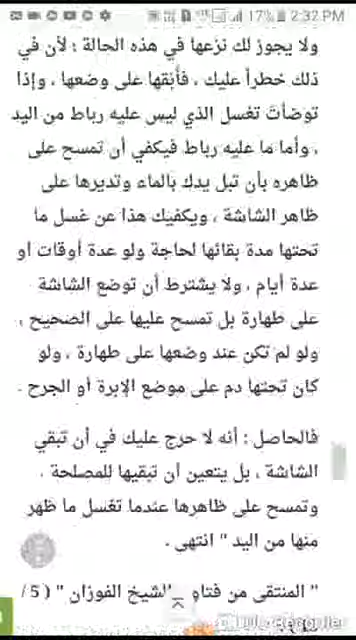 17% 2:32 PM
ولا يجوز لك نزعها في هذه الحالة ؛ لأن في
ذلك خطراً عليك ، فأبقها على وضعها ، وإذا
توضأتَ تغسل الذي ليس عليه رباط من اليد
، وأما ما عليه رباط فيكفي أن تمسح على
ظاهره بأن تبل يدك بالماء وتديرها على
ظاهر الشاشة ، ويكفيك هذا عن غسل ما
تحتها مدة بقائها لحاجة ولو عدة أوقات أو
عدة أيام ، ولا يشترط أن توضع الشاشة
على طهارة بل تمسح عليها على الصحيح ،
ولو لم تكن عند وضعها على طهارة ، ولو
كان تحتها دم على موضع الإبرة أو الجرح .
فالحاصل : أنه لا حرج عليك في أن تبقي
الشاشة ، بل يتعين أن تبقيها للمصلحة ،
وتمسح على ظاهرها عندما تغسل ما ظهر
منها من اليد " انتهى .
" المنتقى من فتاو الشيخ الفوزان " ( 5 /
Recorder